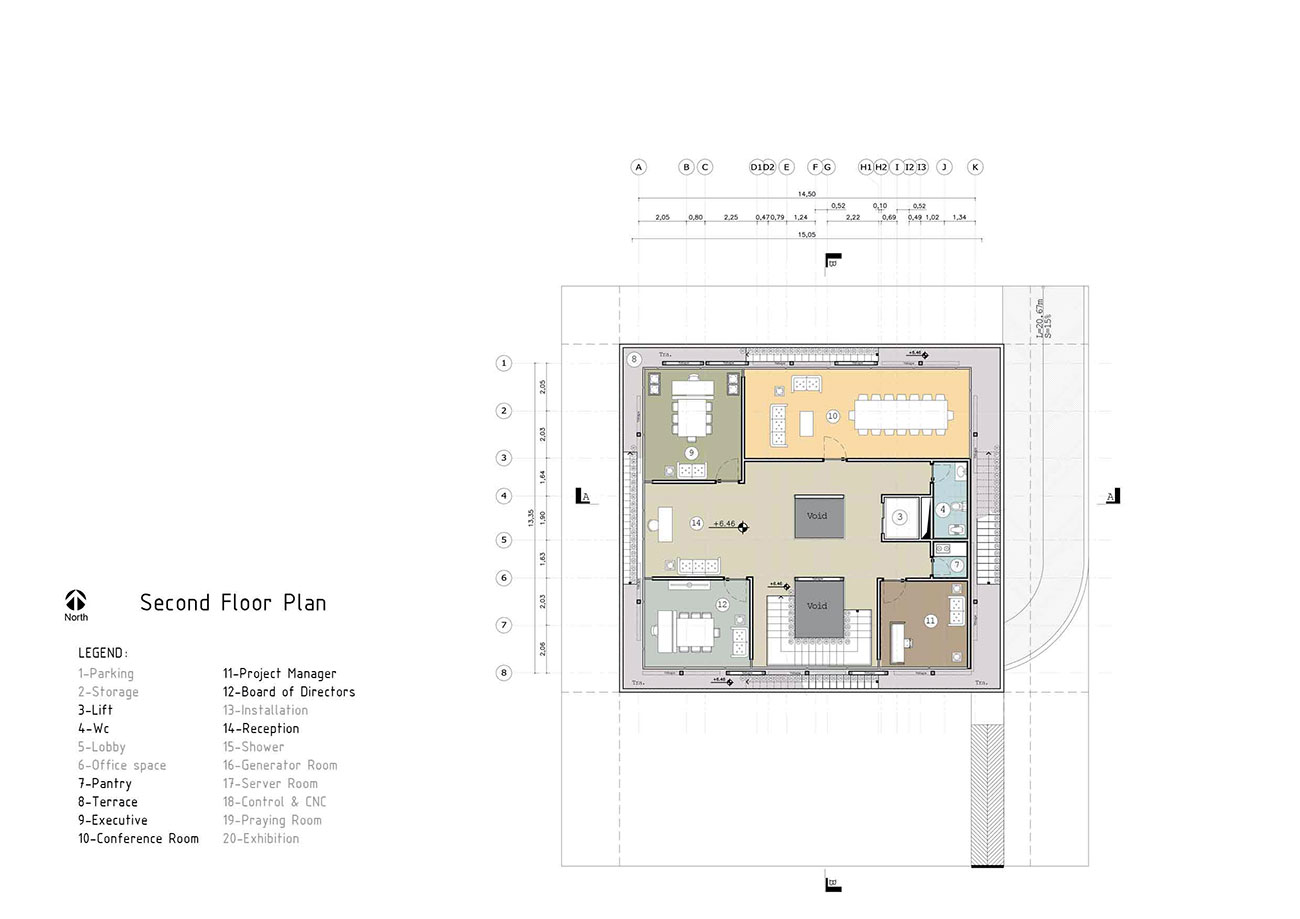 A B C D1 D2 E F G H1 H2 I I2 I3 J K
14,50
0,52 0,10 0,52
2,05 0,80 2,25 0,47 0,79 1,24 2,22 0,69 0,49 1,02 1,34
15,05
B
L=20,67m
S=15%
1
2
3
4
5
6
7
8
2,05
2,03
1,64
1,90
1,63
2,03
2,06
13,35
8 Tra. +6,46
9
10
A A
14 +6.46 Void 3 4
7
+6.46
12 Void 11
Tra. +6,46 Tra.
B
North
Second Floor Plan
LEGEND:
1-Parking
2-Storage
3-Lift
4-Wc
5-Lobby
6-Office space
7-Pantry
8-Terrace
9-Executive
10-Conference Room
11-Project Manager
12-Board of Directors
13-Installation
14-Reception
15-Shower
16-Generator Room
17-Server Room
18-Control & CNC
19-Praying Room
20-Exhibition